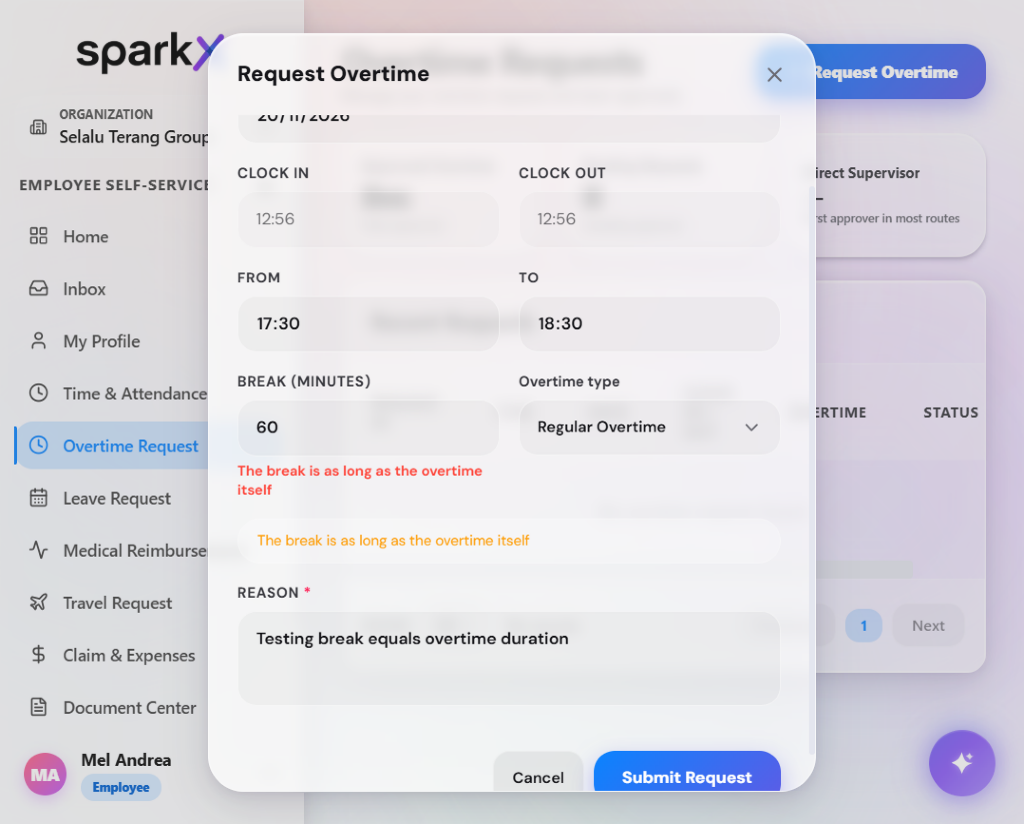 sparkX
ORGANIZATION
Selalu Terang Group
EMPLOYEE SELF-SERVICE
Home
Inbox
My Profile
Time & Attendance
Overtime Request
Leave Request
Medical Reimburse
Travel Request
Claim & Expenses
Document Center
MA
Mel Andrea
Employee
Request Overtime
20/11/2026
CLOCK IN
CLOCK OUT
12:56
12:56
FROM
TO
17:30
18:30
BREAK (MINUTES)
Overtime type
60
Regular Overtime
The break is as long as the overtime
itself
The break is as long as the overtime itself
REASON *
Testing break equals overtime duration
Cancel
Submit Request
Request Overtime
Supervisor
approver in most routes
STATUS
1
Next